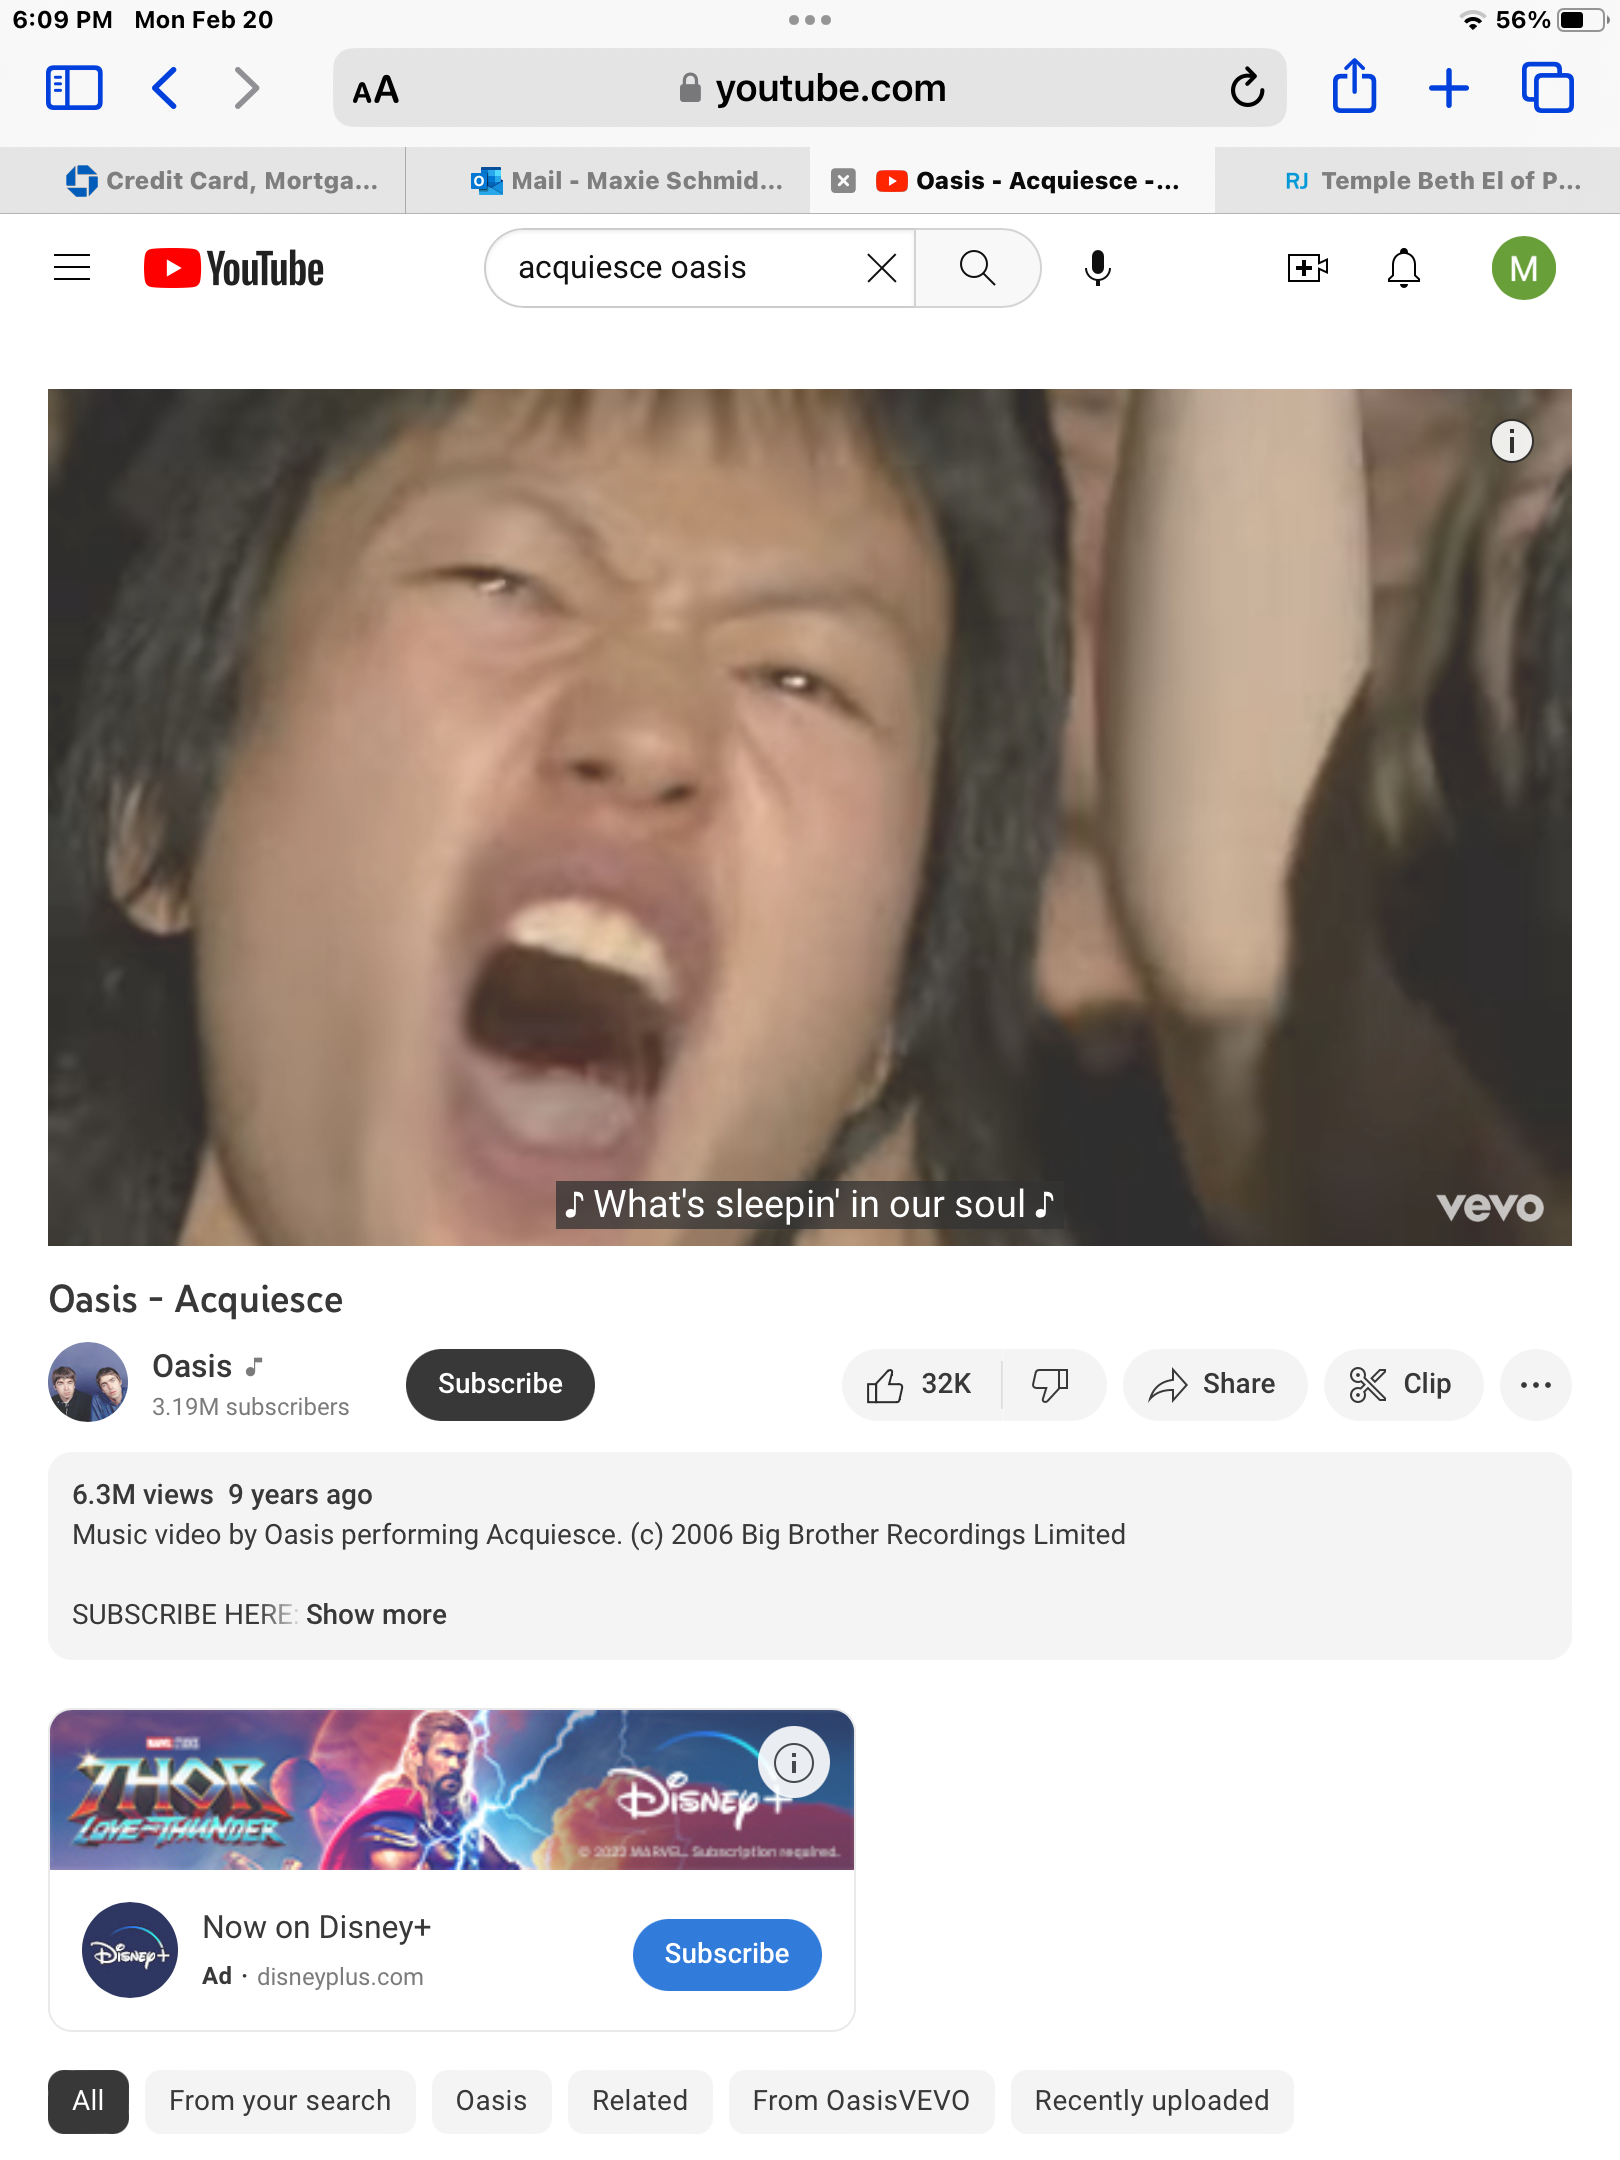 6:09 PM Mon Feb 20 56%
AA youtube.com
Credit Card, Mortga... Mail - Maxie Schmid... Oasis - Acquiesce -... RJ Temple Beth El of P...
YouTube acquiesce oasis M
♪ What's sleepin' in our soul ♪
vevo
Oasis - Acquiesce
Oasis
3.19M subscribers
Subscribe 32K Share Clip
6.3M views 9 years ago
Music video by Oasis performing Acquiesce. (c) 2006 Big Brother Recordings Limited
SUBSCRIBE HERE: Show more
MARVEL STUDIOS
THOR
LOVE AND THUNDER
Disney+
© 2022 MARVEL. Subscription required.
Disney+
Now on Disney+
Ad · disneyplus.com
Subscribe
All From your search Oasis Related From OasisVEVO Recently uploaded